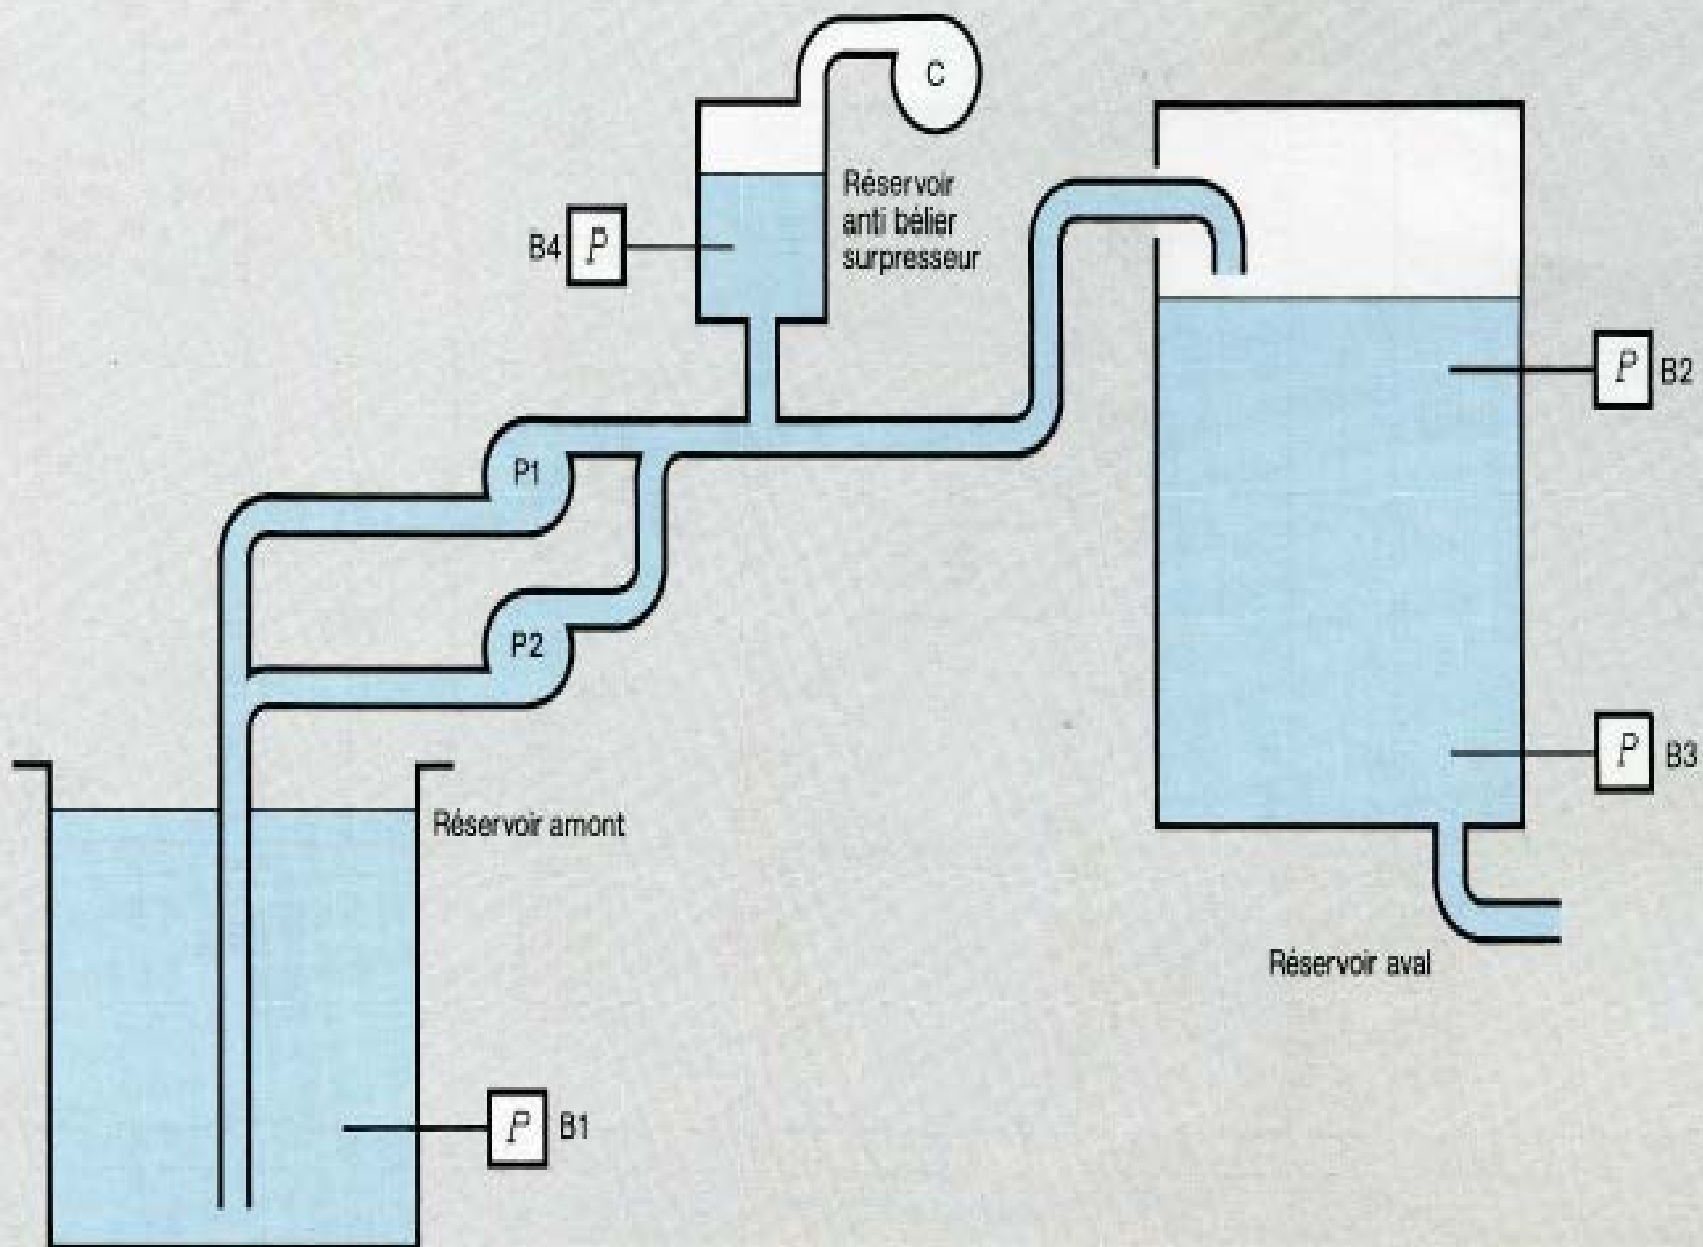 C
Réservoir
anti bélier
surpresseur
B4
P
P
B2
P1
P2
P
B3
Réservoir amont
Réservoir aval
P
B1